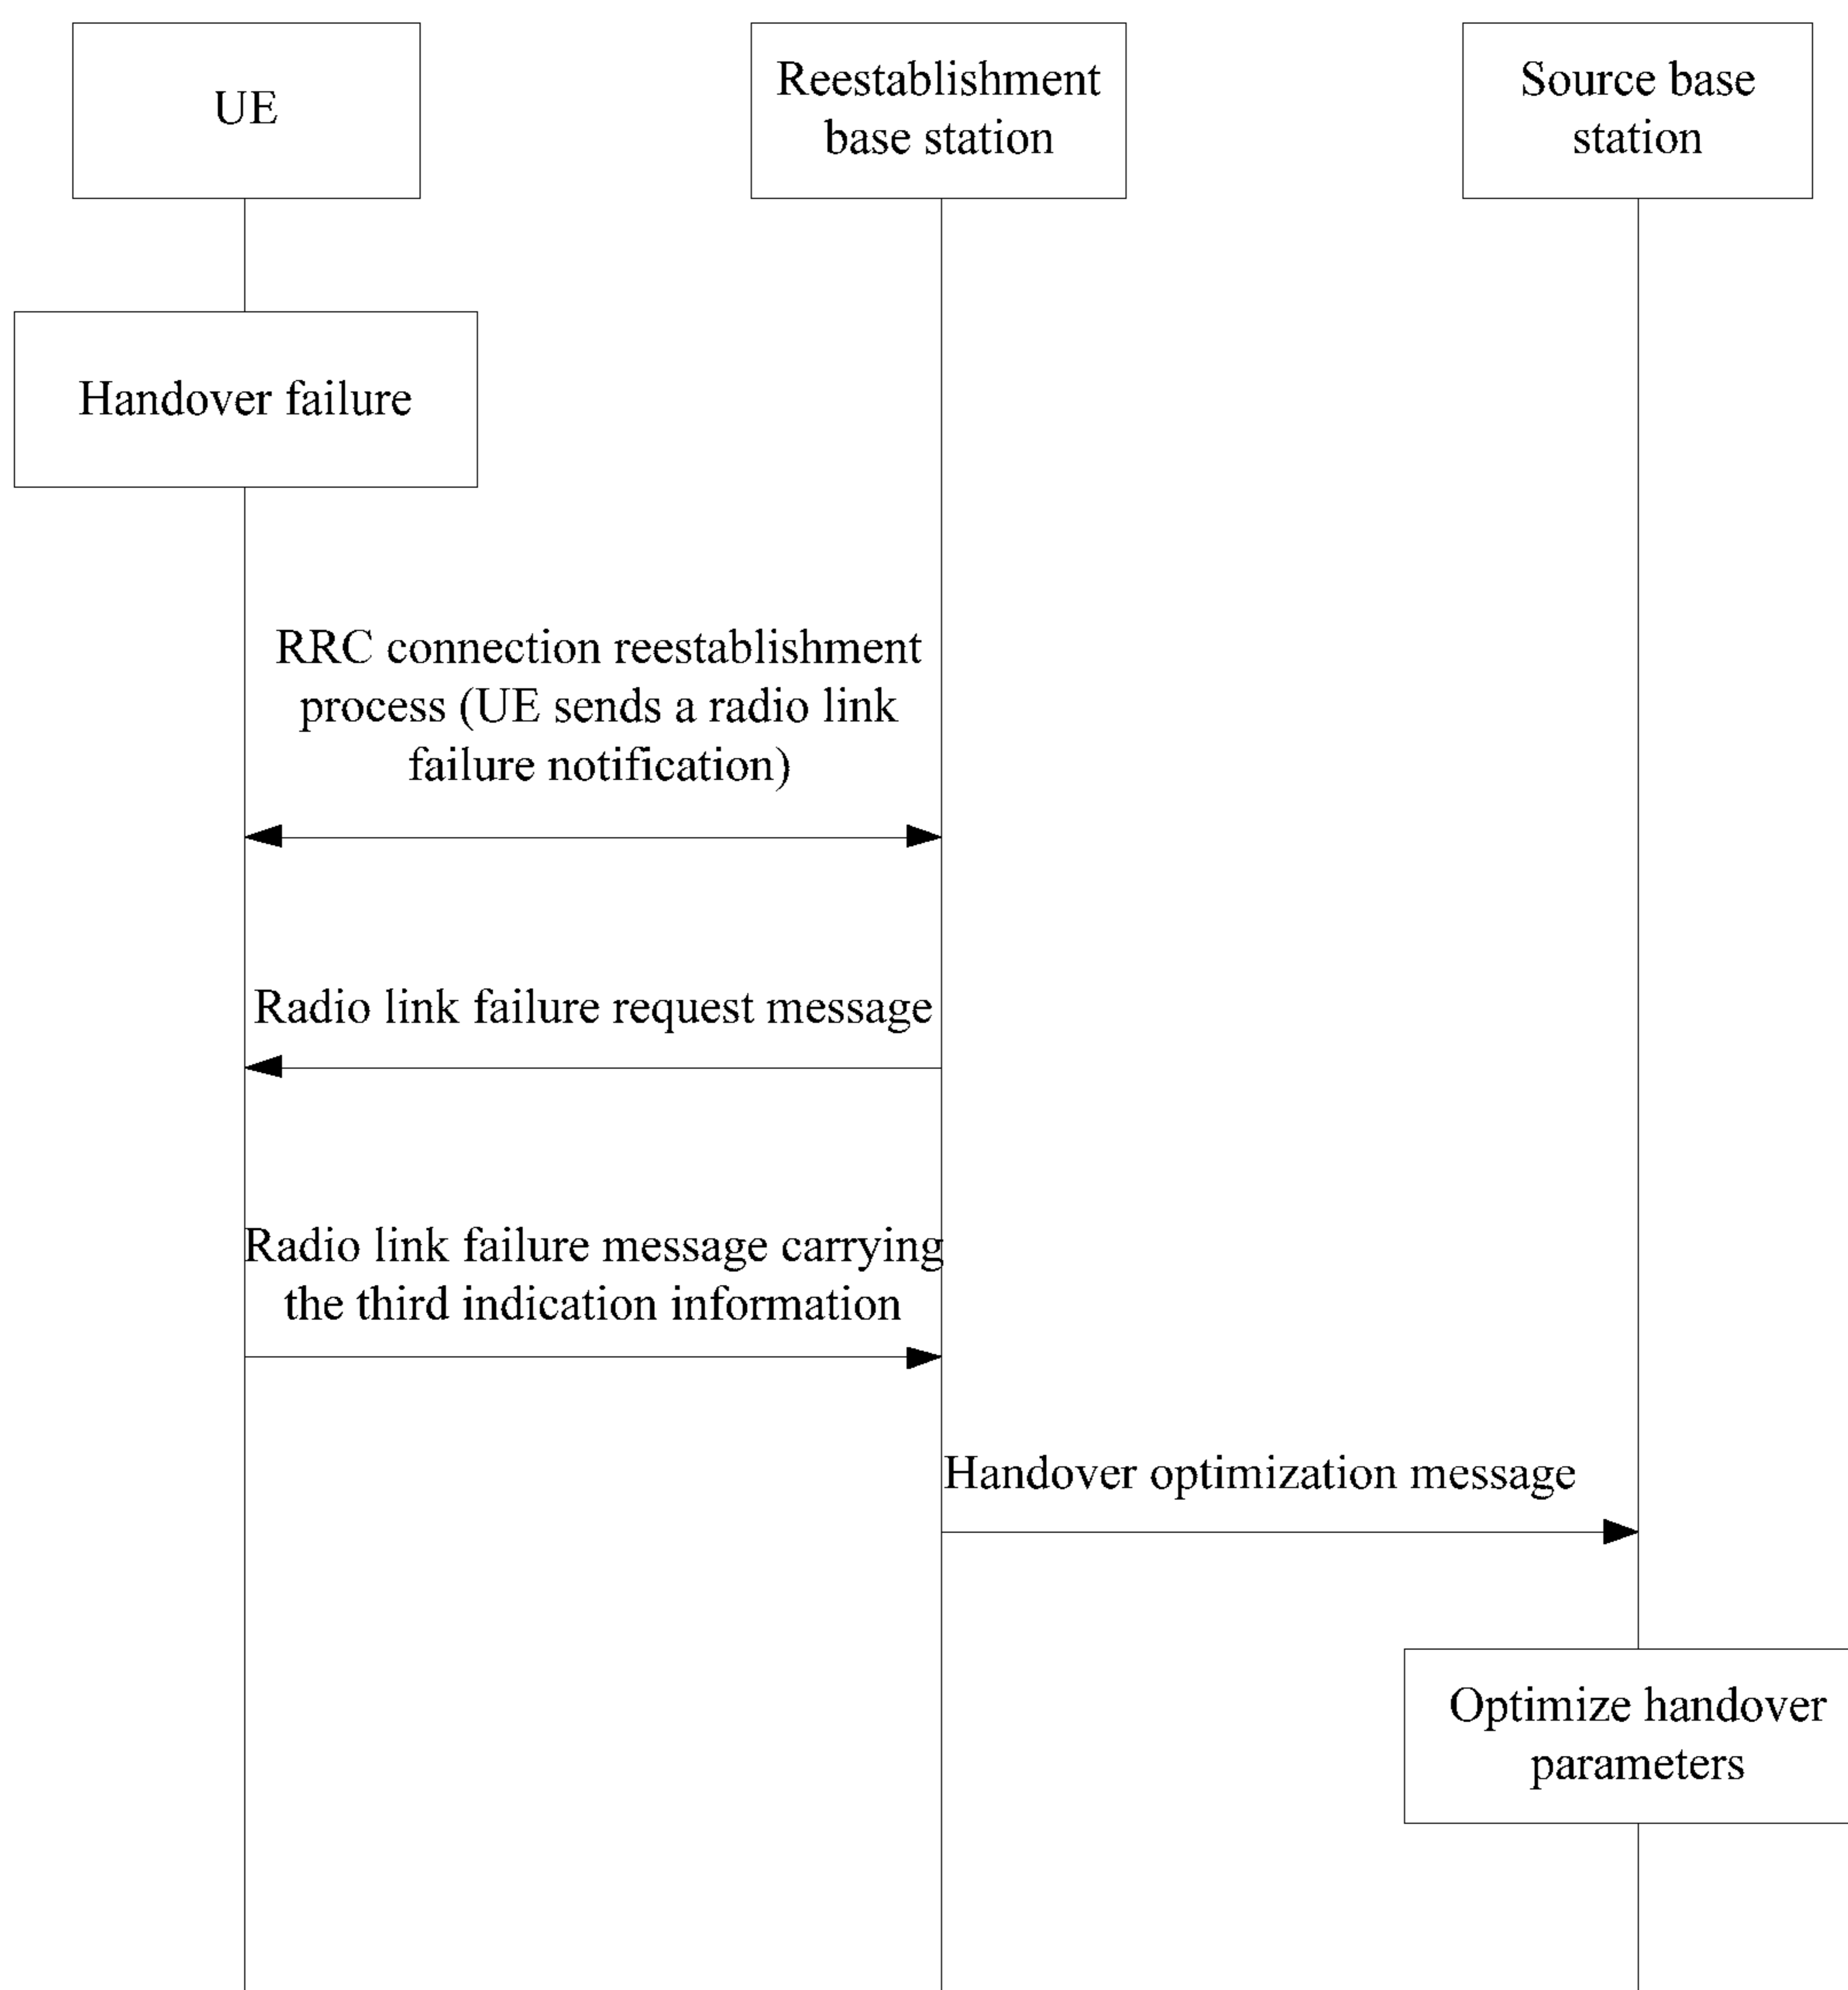 UE
Reestablishment
base station
Source base
station
Handover failure
RRC connection reestablishment
process (UE sends a radio link
failure notification)
Radio link failure request message
Radio link failure message carrying
the third indication information
Handover optimization message
Optimize handover
parameters